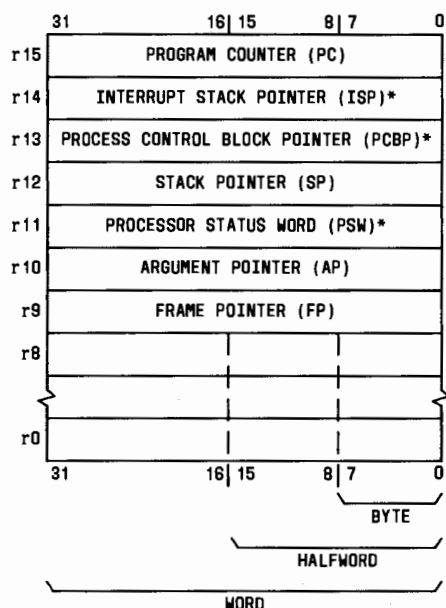 31 16 15 8 7 0
r15 PROGRAM COUNTER (PC)
r14 INTERRUPT STACK POINTER (ISP)*
r13 PROCESS CONTROL BLOCK POINTER (PCBP)*
r12 STACK POINTER (SP)
r11 PROCESSOR STATUS WORD (PSW)*
r10 ARGUMENT POINTER (AP)
r9 FRAME POINTER (FP)
r8
r0
31 16 15 8 7 0
BYTE
HALFWORD
WORD